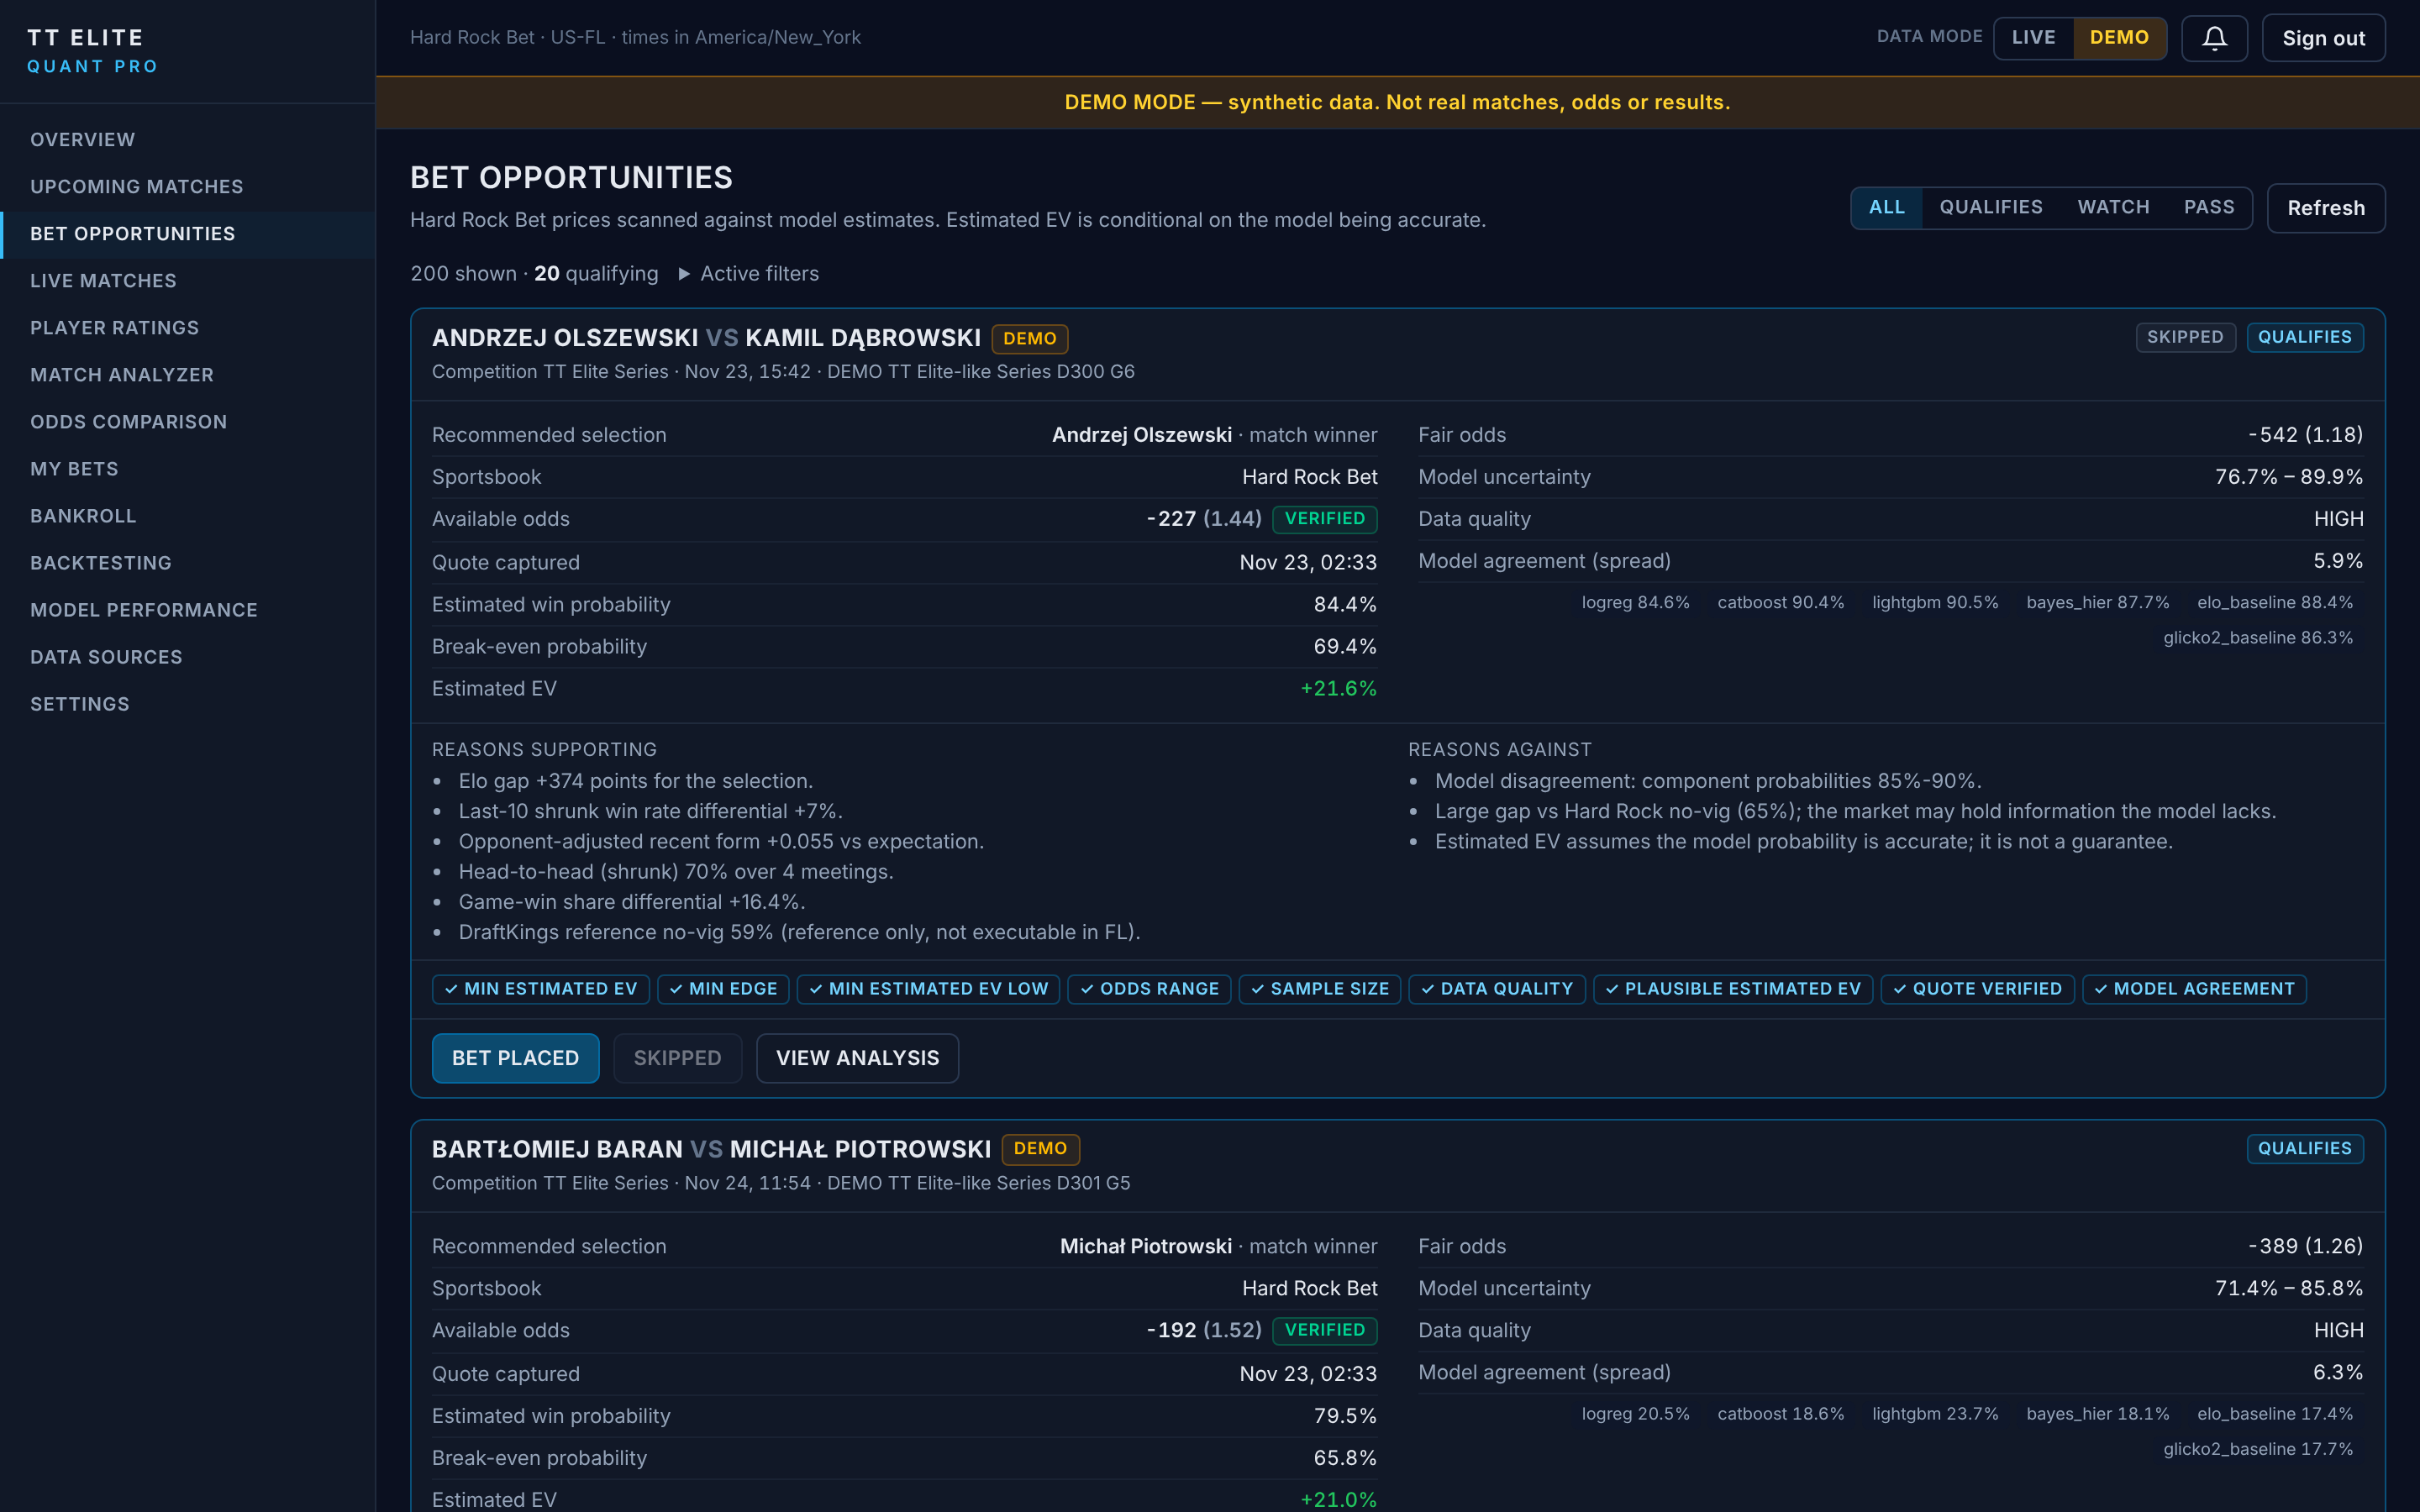 TT ELITE
QUANT PRO
OVERVIEW
UPCOMING MATCHES
BET OPPORTUNITIES
LIVE MATCHES
PLAYER RATINGS
MATCH ANALYZER
ODDS COMPARISON
MY BETS
BANKROLL
BACKTESTING
MODEL PERFORMANCE
DATA SOURCES
SETTINGS
Hard Rock Bet · US-FL · times in America/New_York
DATA MODE LIVE DEMO Sign out
DEMO MODE — synthetic data. Not real matches, odds or results.
BET OPPORTUNITIES
Hard Rock Bet prices scanned against model estimates. Estimated EV is conditional on the model being accurate.
ALL QUALIFIES WATCH PASS Refresh
200 shown · 20 qualifying ▶ Active filters
ANDRZEJ OLSZEWSKI VS KAMIL DĄBROWSKI DEMO
SKIPPED QUALIFIES
Competition TT Elite Series · Nov 23, 15:42 · DEMO TT Elite-like Series D300 G6
Recommended selection Andrzej Olszewski · match winner
Sportsbook Hard Rock Bet
Available odds -227 (1.44) VERIFIED
Quote captured Nov 23, 02:33
Estimated win probability 84.4%
Break-even probability 69.4%
Estimated EV +21.6%
Fair odds -542 (1.18)
Model uncertainty 76.7% – 89.9%
Data quality HIGH
Model agreement (spread) 5.9%
logreg 84.6% catboost 90.4% lightgbm 90.5% bayes_hier 87.7% elo_baseline 88.4%
glicko2_baseline 86.3%
REASONS SUPPORTING
• Elo gap +374 points for the selection.
• Last-10 shrunk win rate differential +7%.
• Opponent-adjusted recent form +0.055 vs expectation.
• Head-to-head (shrunk) 70% over 4 meetings.
• Game-win share differential +16.4%.
• DraftKings reference no-vig 59% (reference only, not executable in FL).
REASONS AGAINST
• Model disagreement: component probabilities 85%-90%.
• Large gap vs Hard Rock no-vig (65%); the market may hold information the model lacks.
• Estimated EV assumes the model probability is accurate; it is not a guarantee.
✓ MIN ESTIMATED EV ✓ MIN EDGE ✓ MIN ESTIMATED EV LOW ✓ ODDS RANGE ✓ SAMPLE SIZE ✓ DATA QUALITY ✓ PLAUSIBLE ESTIMATED EV ✓ QUOTE VERIFIED ✓ MODEL AGREEMENT
BET PLACED SKIPPED VIEW ANALYSIS
BARTŁOMIEJ BARAN VS MICHAŁ PIOTROWSKI DEMO
QUALIFIES
Competition TT Elite Series · Nov 24, 11:54 · DEMO TT Elite-like Series D301 G5
Recommended selection Michał Piotrowski · match winner
Sportsbook Hard Rock Bet
Available odds -192 (1.52) VERIFIED
Quote captured Nov 23, 02:33
Estimated win probability 79.5%
Break-even probability 65.8%
Estimated EV +21.0%
Fair odds -389 (1.26)
Model uncertainty 71.4% – 85.8%
Data quality HIGH
Model agreement (spread) 6.3%
logreg 20.5% catboost 18.6% lightgbm 23.7% bayes_hier 18.1% elo_baseline 17.4%
glicko2_baseline 17.7%